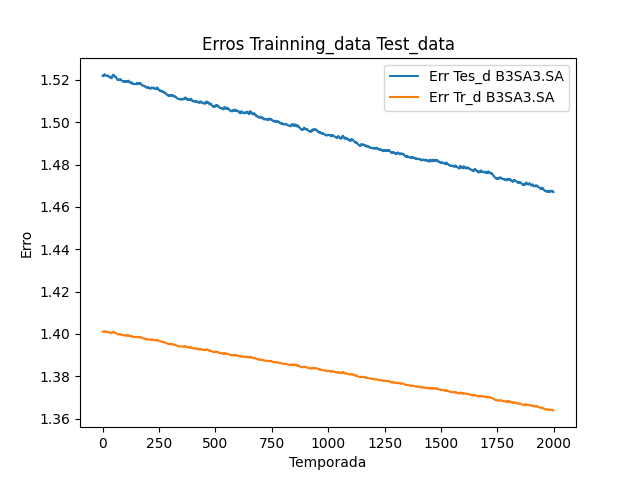 Erros Trainning_data Test_data
Err Tes_d B3SA3.SA
Err Tr_d B3SA3.SA
Erro
1.52
1.50
1.48
1.46
1.44
1.42
1.40
1.38
1.36
0 250 500 750 1000 1250 1500 1750 2000
Temporada